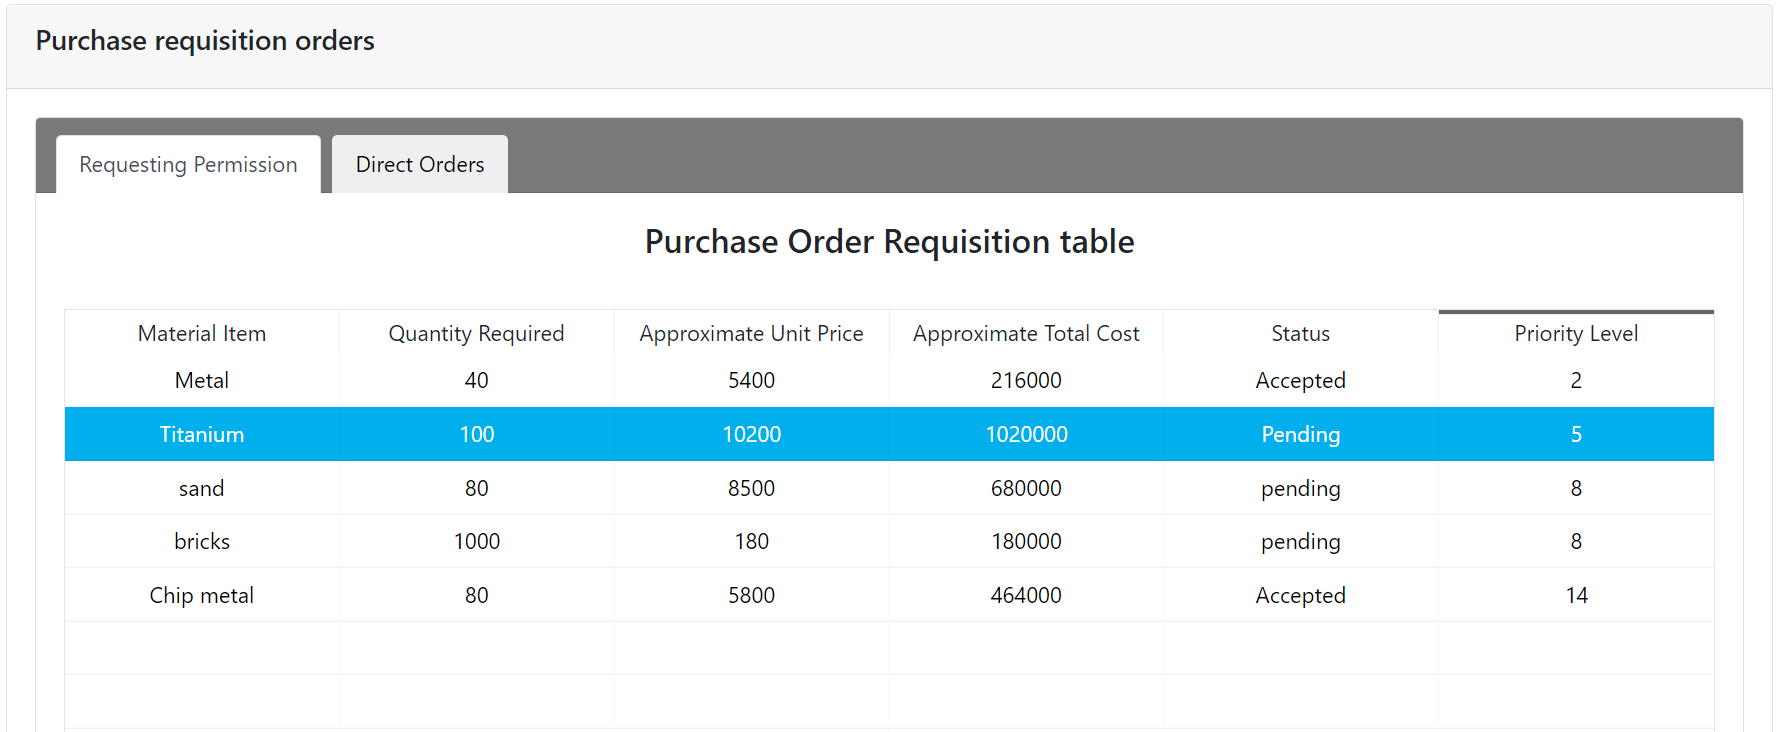 Purchase requisition orders
Requesting Permission Direct Orders
Purchase Order Requisition table
Material Item Quantity Required Approximate Unit Price Approximate Total Cost Status Priority Level
Metal 40 5400 216000 Accepted 2
Titanium 100 10200 1020000 Pending 5
sand 80 8500 680000 pending 8
bricks 1000 180 180000 pending 8
Chip metal 80 5800 464000 Accepted 14